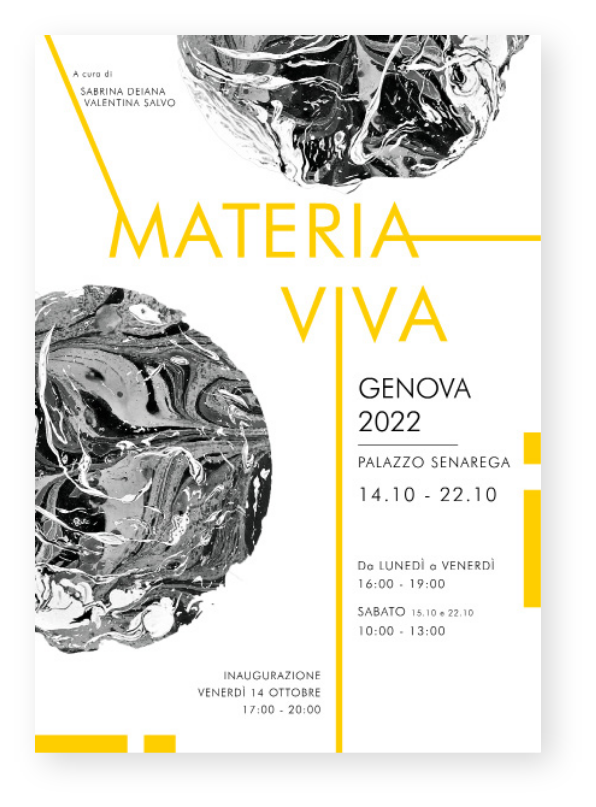 A cura di
SABRINA DEIANA
VALENTINA SALVO
MATERIA
VIVA
GENOVA
2022
PALAZZO SENAREGA
14.10 - 22.10
Da LUNEDÌ a VENERDÌ
16:00 - 19:00
SABATO 15.10 e 22.10
10:00 - 13:00
INAUGURAZIONE
VENERDÌ 14 OTTOBRE
17:00 - 20:00